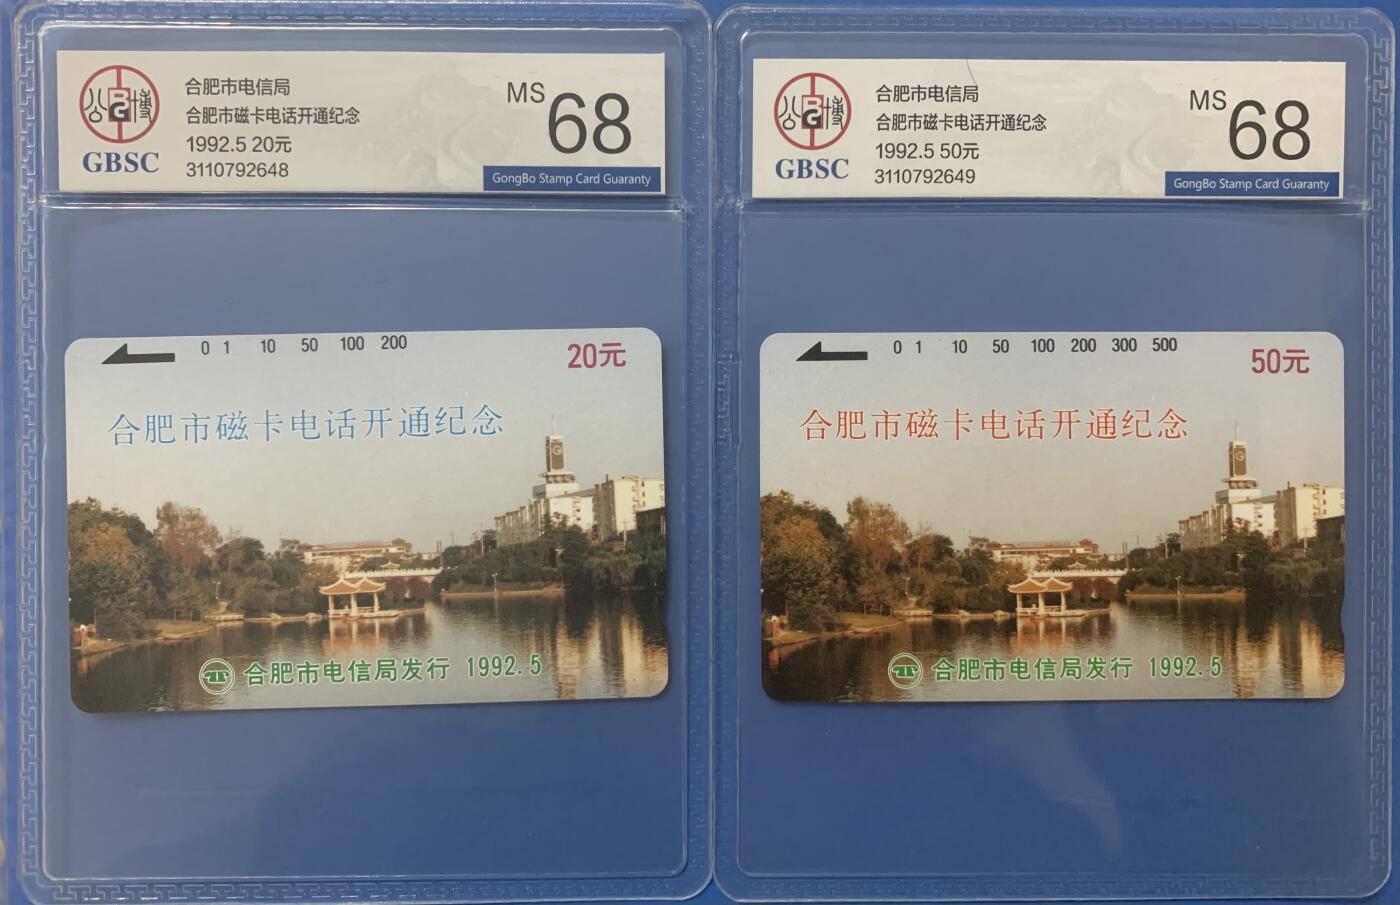 公博
BG
GBSC
合肥市电信局
合肥市磁卡电话开通纪念
1992.5 20元
3110792648
MS 68
GongBo Stamp Card Guaranty
0 1 10 50 100 200
20元
合肥市磁卡电话开通纪念
合肥市电信局发行 1992.5
公博
BG
GBSC
合肥市电信局
合肥市磁卡电话开通纪念
1992.5 50元
3110792649
MS 68
GongBo Stamp Card Guaranty
0 1 10 50 100 200 300 500
50元
合肥市磁卡电话开通纪念
合肥市电信局发行 1992.5